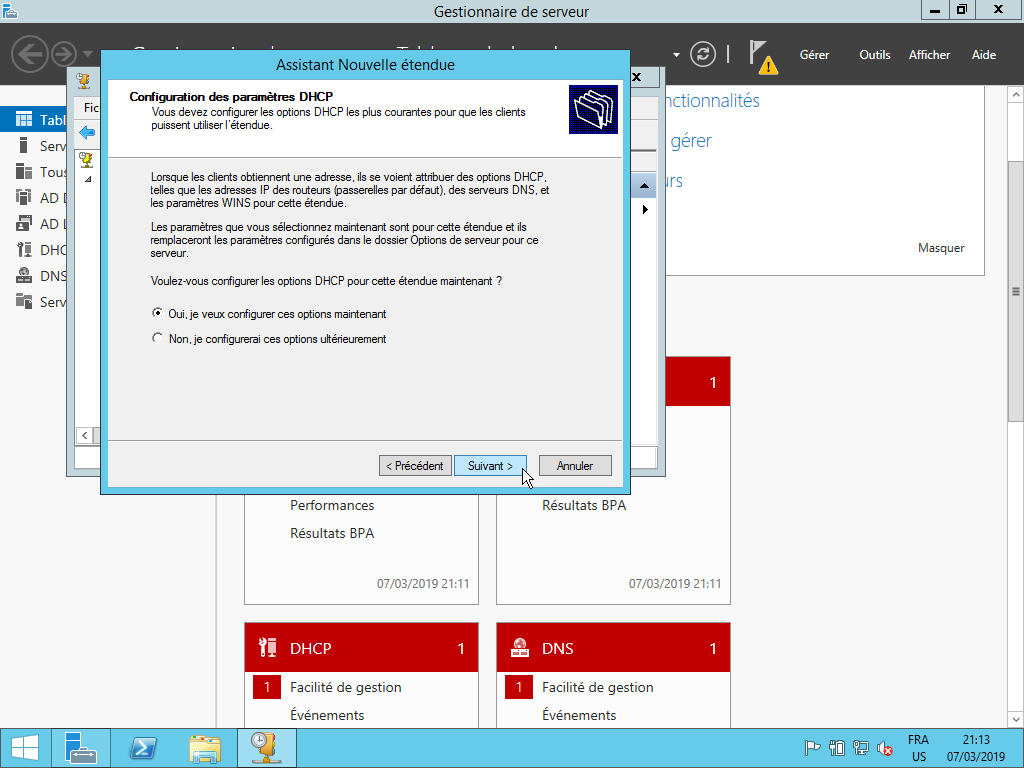 Gestionnaire de serveur
Gérer
Outils
Afficher
Aide
Assistant Nouvelle étendue
Configuration des paramètres DHCP
Vous devez configurer les options DHCP les plus courantes pour que les clients
puissent utiliser l'étendue.
Lorsque les clients obtiennent une adresse, ils se voient attribuer des options DHCP,
telles que les adresses IP des routeurs (passerelles par défaut), des serveurs DNS, et
les paramètres WINS pour cette étendue.
Les paramètres que vous sélectionnez maintenant sont pour cette étendue et ils
remplaceront les paramètres configurés dans le dossier Options de serveur pour ce
serveur.
Voulez-vous configurer les options DHCP pour cette étendue maintenant ?
Oui, je veux configurer ces options maintenant
Non, je configurerai ces options ultérieurement
< Précédent
Suivant >
Annuler
Fic
Tabl
Serv
Tous
AD D
AD L
DHC
DNS
Serv
nctionnalités
gérer
urs
Masquer
1
Performances
Résultats BPA
07/03/2019 21:11
Résultats BPA
07/03/2019 21:11
DHCP 1
1 Facilité de gestion
Événements
DNS 1
1 Facilité de gestion
Événements
FRA
US
21:13
07/03/2019